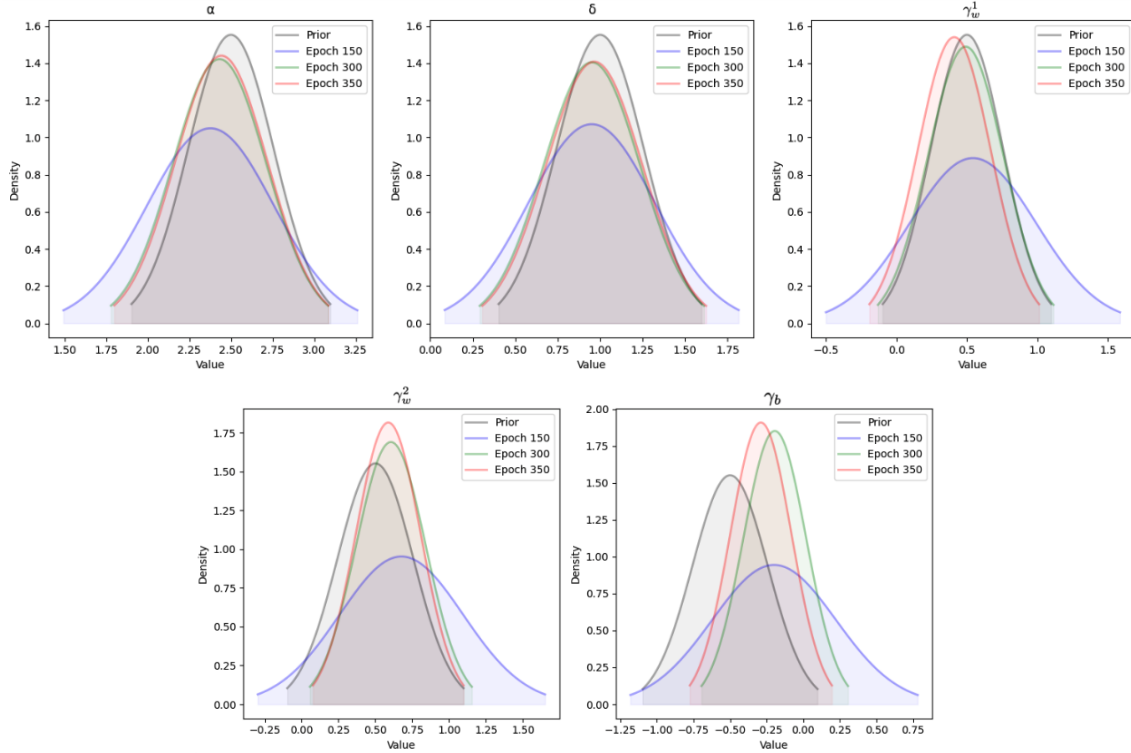 α
1.6
1.4
1.2
1.0
0.8
0.6
0.4
0.2
0.0
Density
Prior
Epoch 150
Epoch 300
Epoch 350
1.50 1.75 2.00 2.25 2.50 2.75 3.00 3.25
Value
δ
1.6
1.4
1.2
1.0
0.8
0.6
0.4
0.2
0.0
Density
Prior
Epoch 150
Epoch 300
Epoch 350
0.00 0.25 0.50 0.75 1.00 1.25 1.50 1.75
Value
γ_w^1
1.6
1.4
1.2
1.0
0.8
0.6
0.4
0.2
0.0
Density
Prior
Epoch 150
Epoch 300
Epoch 350
−0.5 0.0 0.5 1.0 1.5
Value
γ_w^2
1.75
1.50
1.25
1.00
0.75
0.50
0.25
0.00
Density
Prior
Epoch 150
Epoch 300
Epoch 350
−0.25 0.00 0.25 0.50 0.75 1.00 1.25 1.50
Value
γ_b
2.00
1.75
1.50
1.25
1.00
0.75
0.50
0.25
0.00
Density
Prior
Epoch 150
Epoch 300
Epoch 350
−1.25 −1.00 −0.75 −0.50 −0.25 0.00 0.25 0.50 0.75
Value